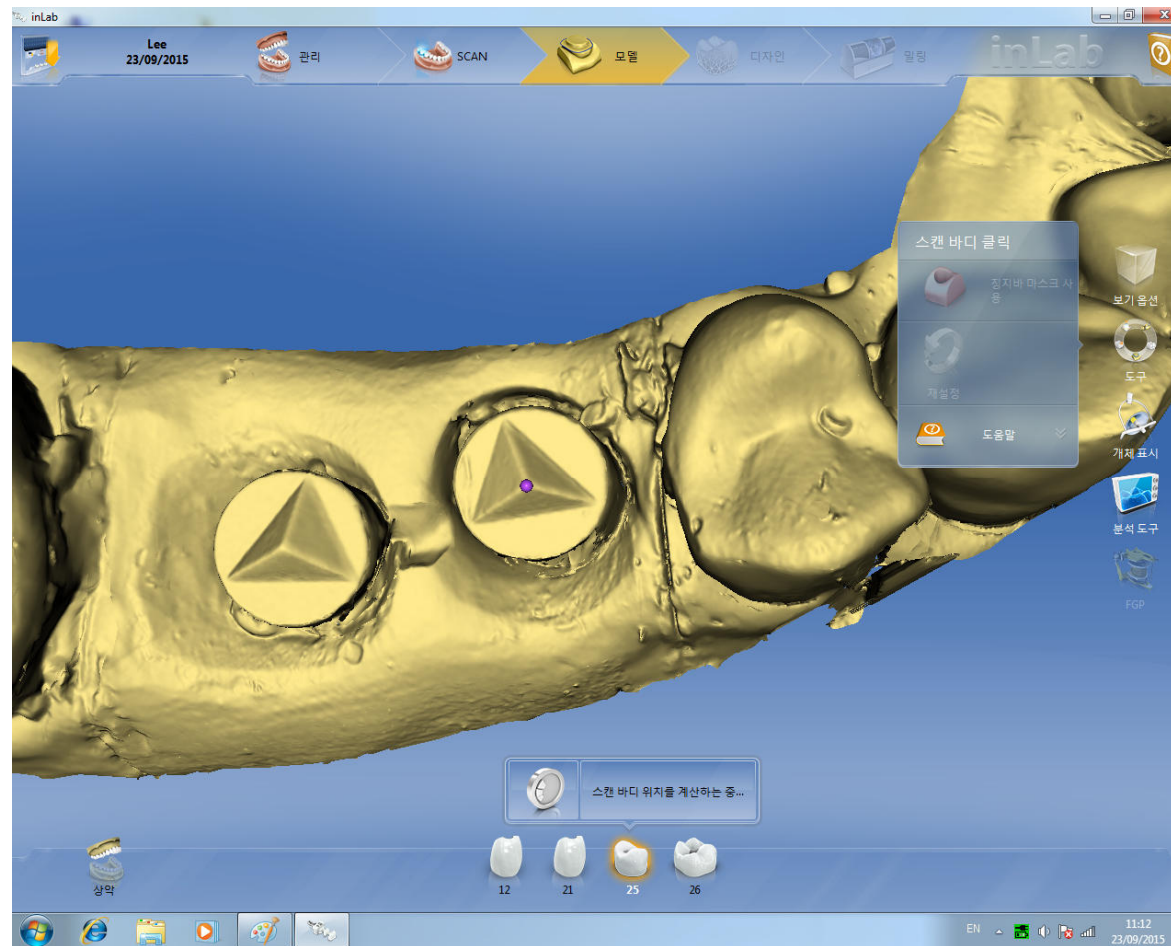 inLab
Lee
23/09/2015
관리
SCAN
모델
디자인
밀링
inLab
스캔 바디 클릭
징지바 마스크 사
용
재설정
도움말
보기 옵션
도구
개체 표시
분석 도구
FGP
스캔 바디 위치를 계산하는 중...
상악
12
21
25
26
EN
11:12
23/09/2015